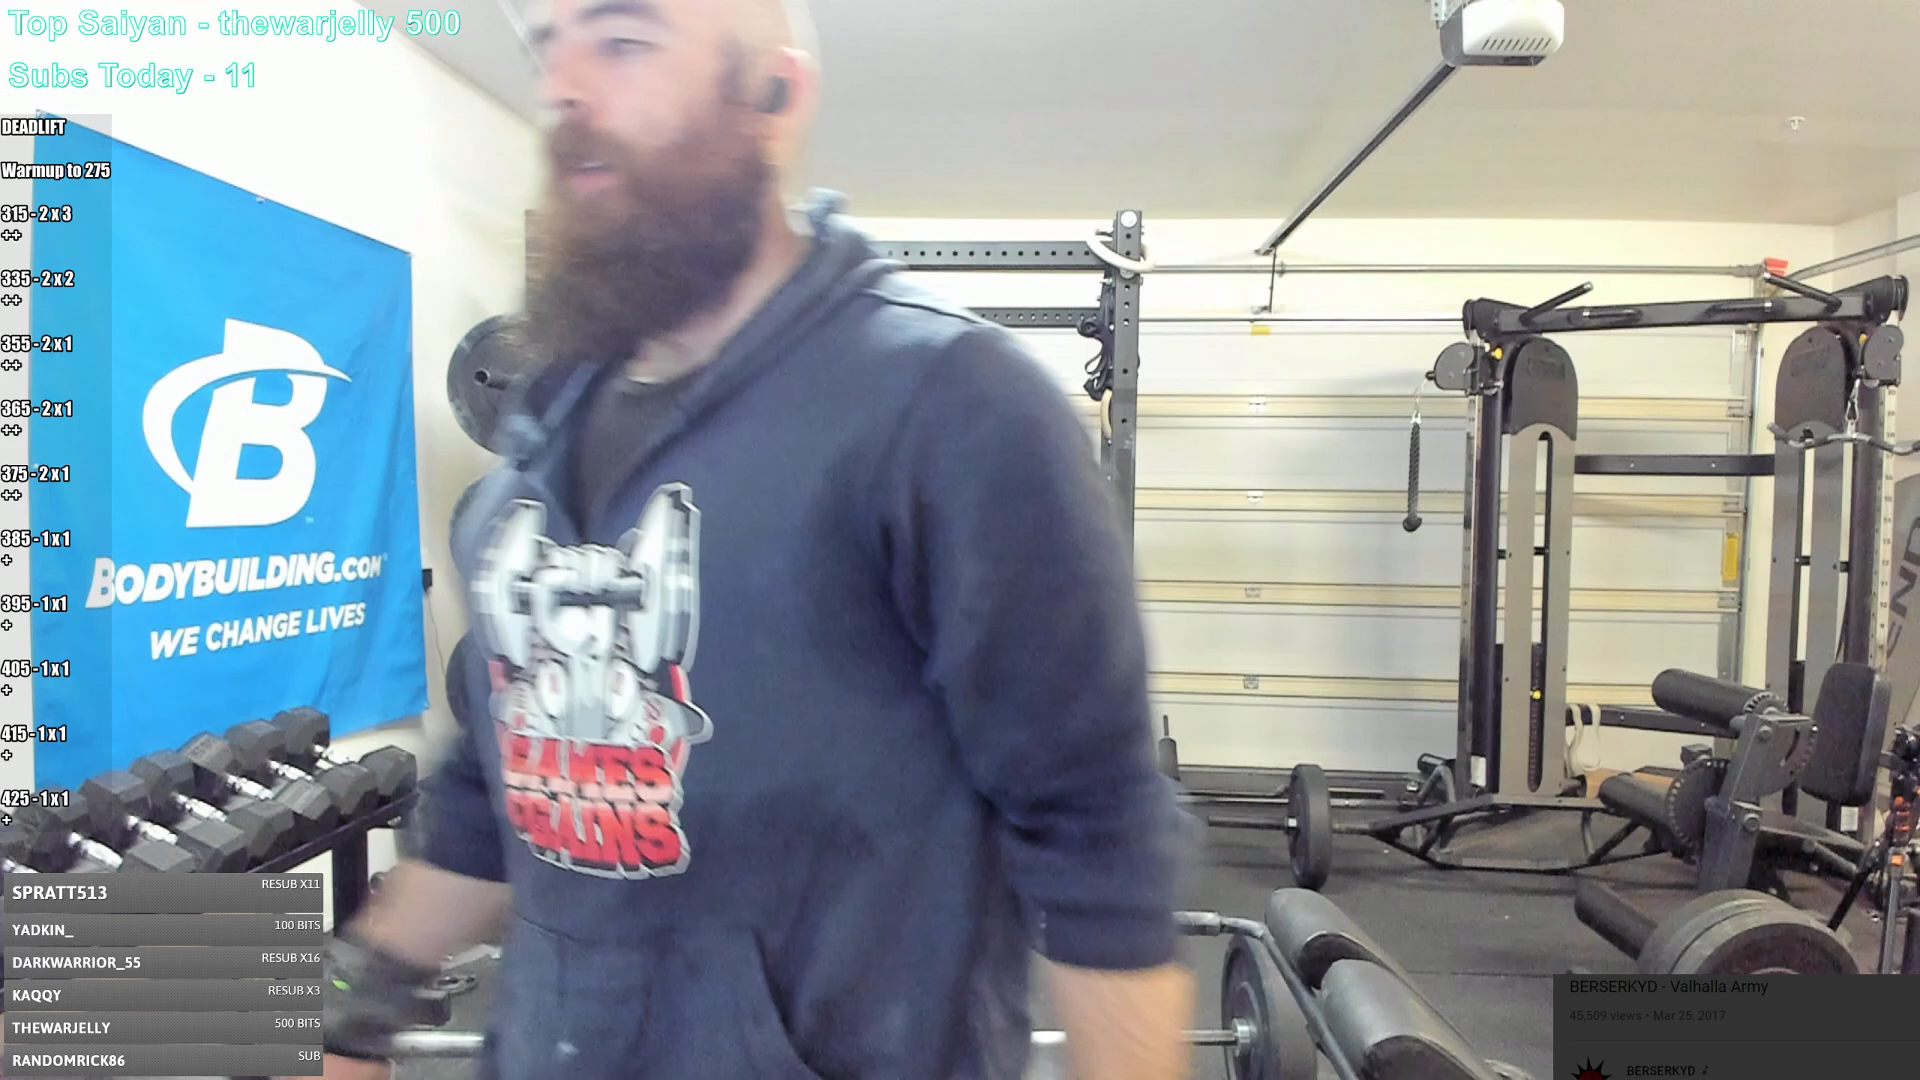 Top Saiyan - thewarjelly 500
Subs Today - 11
DEADLIFT
Warmup to 275
315 - 2 x 3
++
335 - 2 x 2
++
355 - 2 x 1
++
365 - 2 x 1
++
375 - 2 x 1
++
385 - 1 x 1
+
395 - 1 x 1
+
405 - 1 x 1
+
415 - 1 x 1
+
425 - 1 x 1
+
B
BODYBUILDING.COM
WE CHANGE LIVES
GAMES
GAINS
SPRATT513 RESUB X11
YADKIN_ 100 BITS
DARKWARRIOR_55 RESUB X16
KAQQY RESUB X3
THEWARJELLY 500 BITS
RANDOMRICK86 SUB
BERSERKYD - Valhalla Army
45,509 views • Mar 25, 2017
BERSERKYD